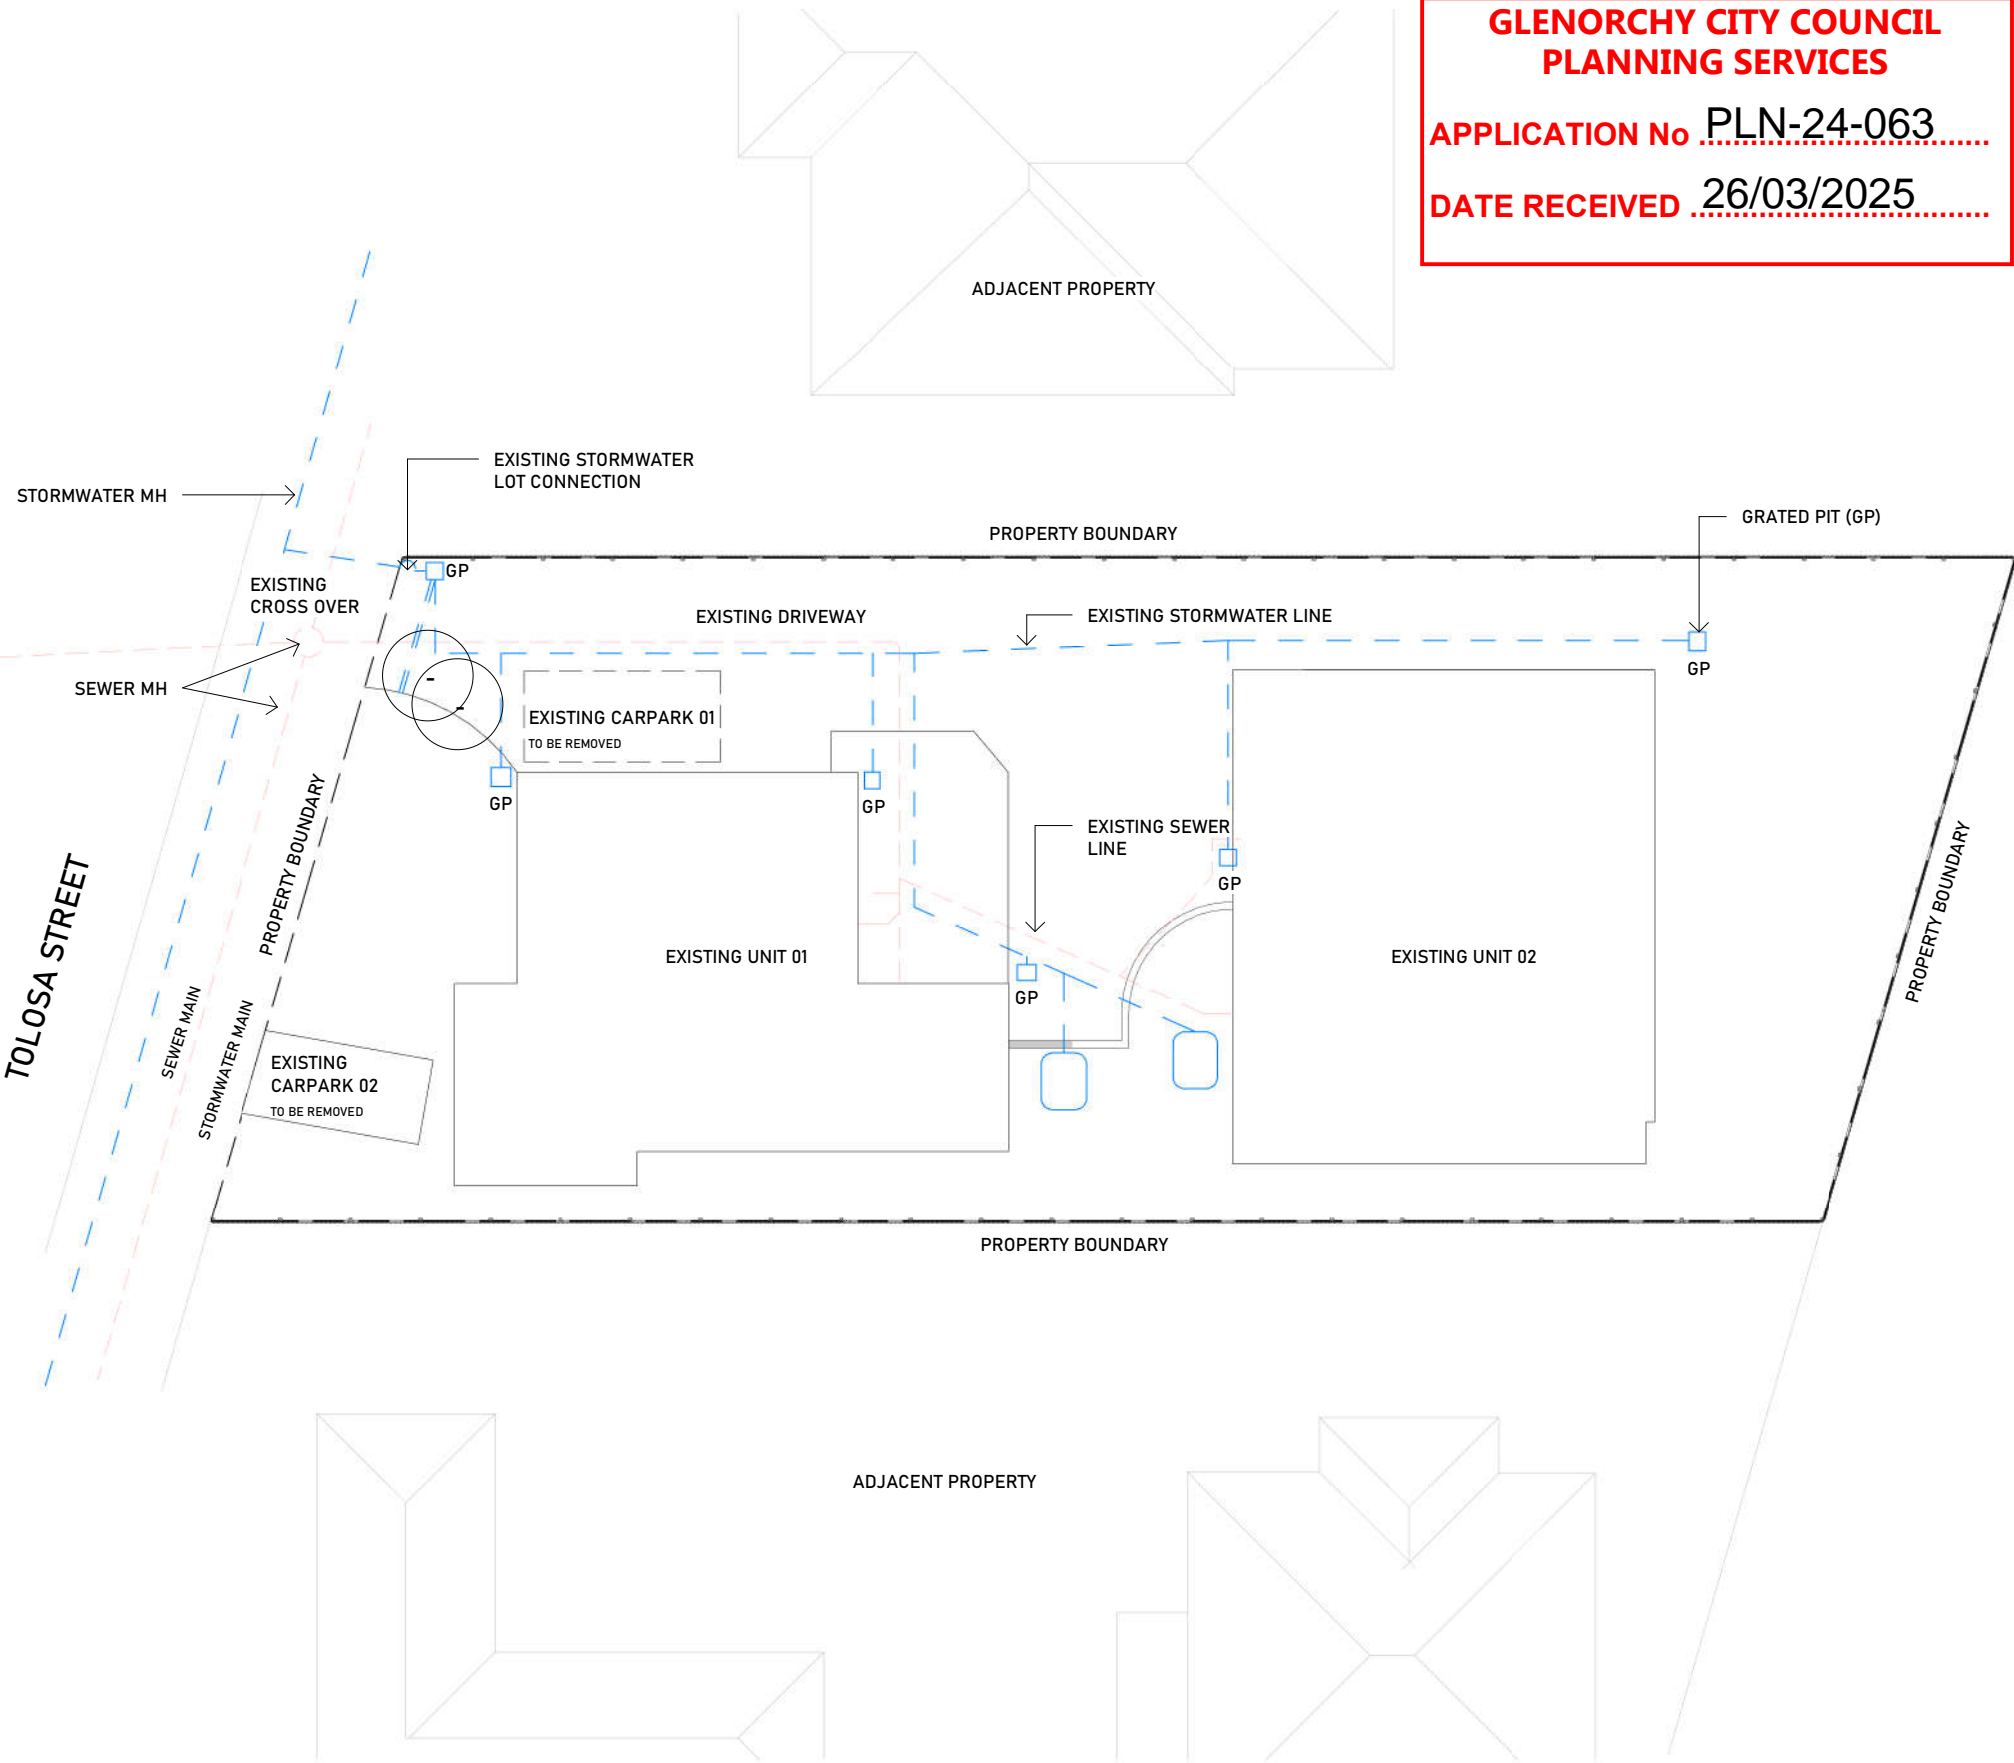 GLENORCHY CITY COUNCIL
PLANNING SERVICES
APPLICATION No PLN-24-063
DATE RECEIVED 26/03/2025
ADJACENT PROPERTY
EXISTING STORMWATER
LOT CONNECTION
STORMWATER MH
GRATED PIT (GP)
PROPERTY BOUNDARY
GP
EXISTING
CROSS OVER
EXISTING DRIVEWAY
EXISTING STORMWATER LINE
GP
SEWER MH
EXISTING CARPARK 01
TO BE REMOVED
GP
GP
EXISTING SEWER
LINE
GP
PROPERTY BOUNDARY
PROPERTY BOUNDARY
TOLOSA STREET
EXISTING UNIT 01
EXISTING UNIT 02
GP
SEWER MAIN
STORMWATER MAIN
EXISTING
CARPARK 02
TO BE REMOVED
PROPERTY BOUNDARY
ADJACENT PROPERTY